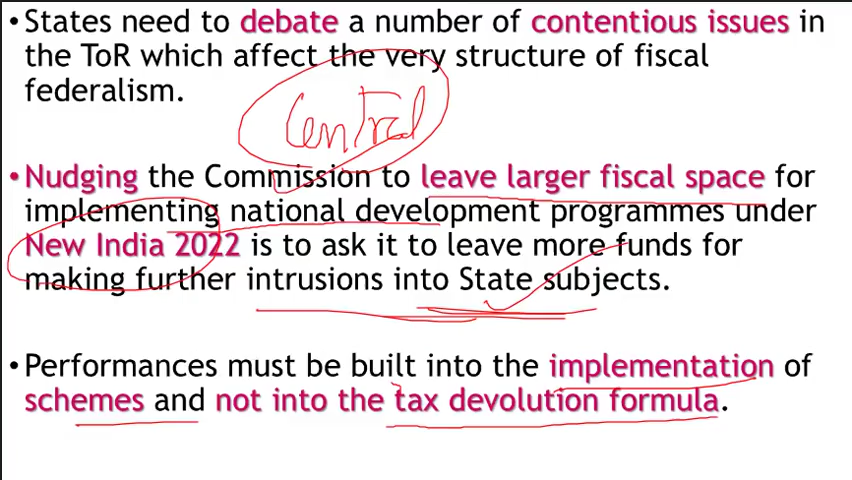 •States need to debate a number of contentious issues in
the ToR which affect the very structure of fiscal
federalism.
Central
•Nudging the Commission to leave larger fiscal space for
implementing national development programmes under
New India 2022 is to ask it to leave more funds for
making further intrusions into State subjects.
•Performances must be built into the implementation of
schemes and not into the tax devolution formula.